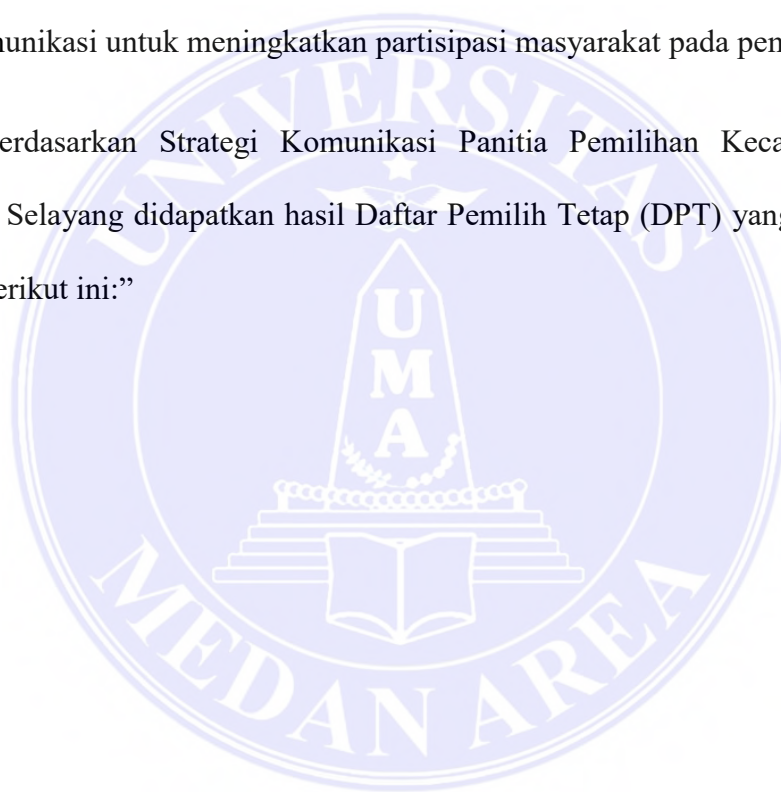 munikasi untuk meningkatkan partisipasi masyarakat pada pem
erdasarkan Strategi Komunikasi Panitia Pemilihan Keca
Selayang didapatkan hasil Daftar Pemilih Tetap (DPT) yang
erikut ini:”
UNIVERSITAS
UMA
MEDAN AREA